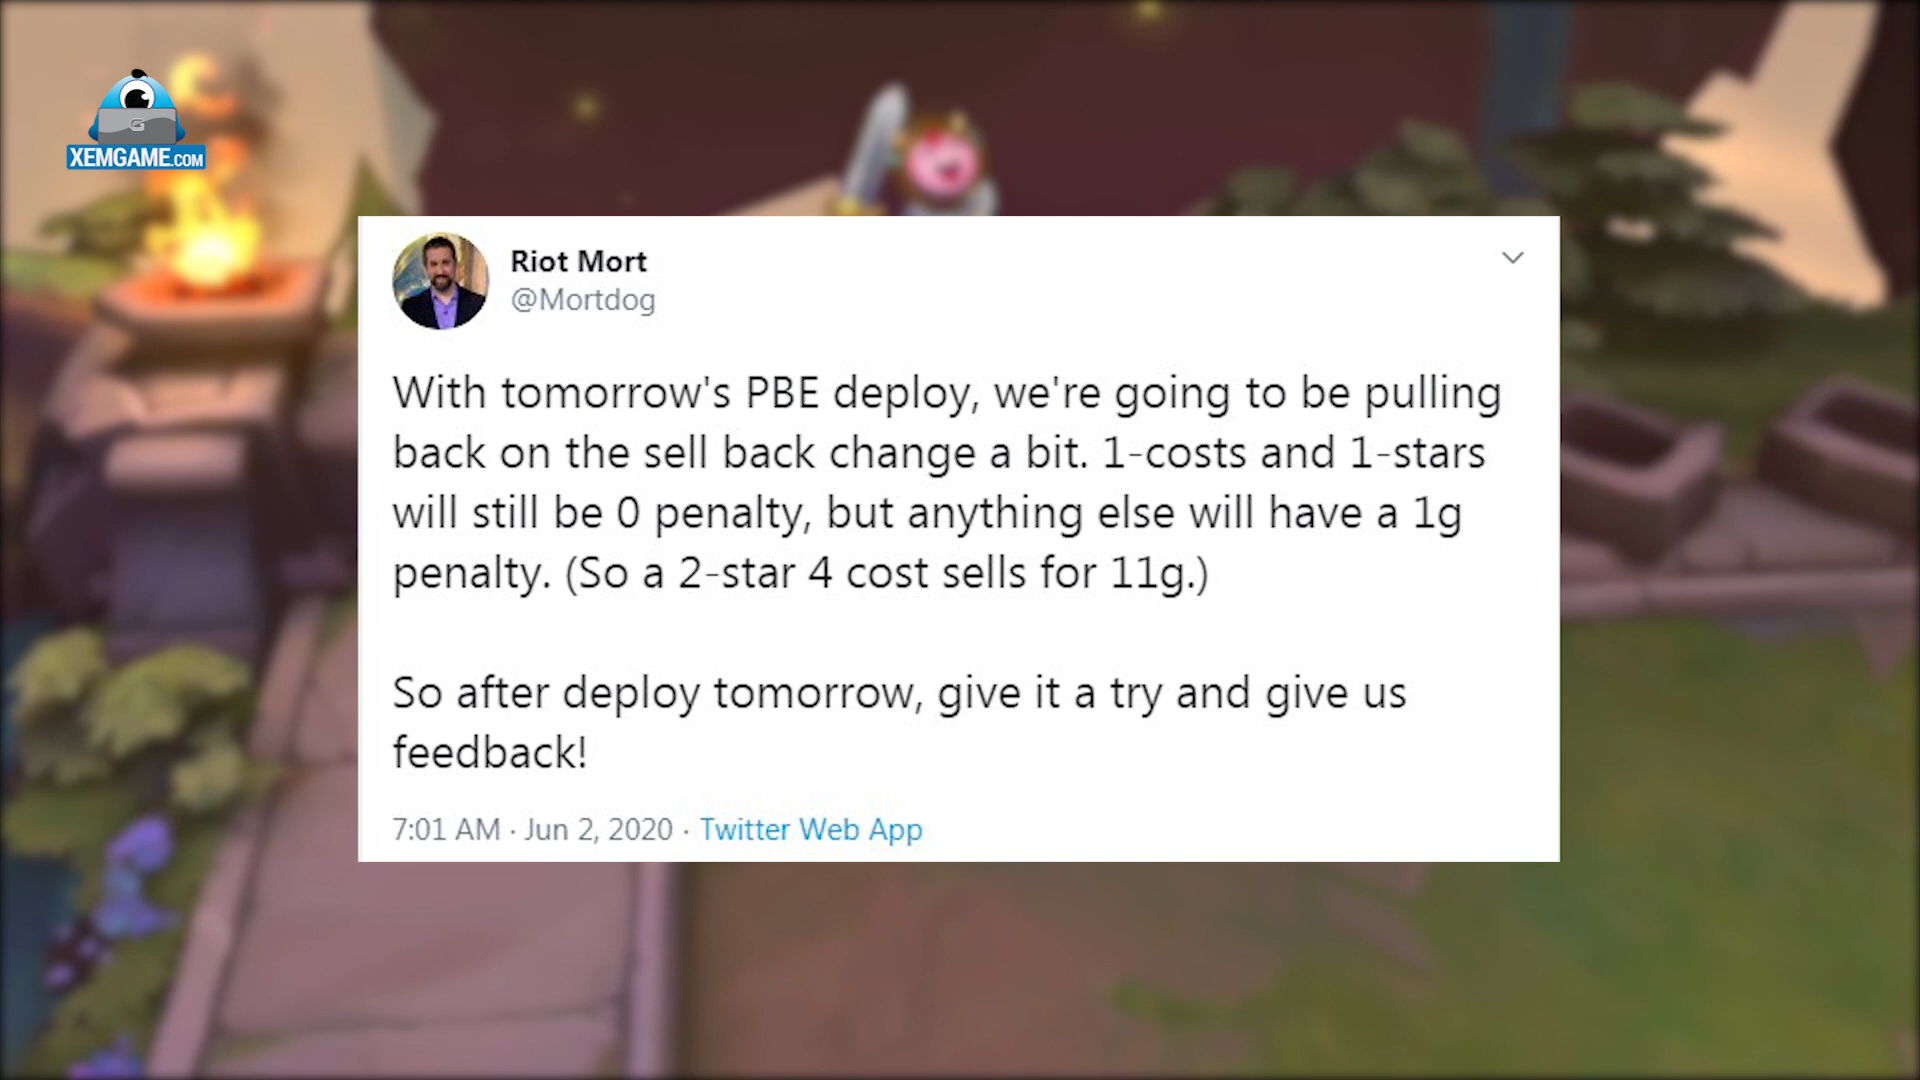 G
XEMGAME.COM
Riot Mort
@Mortdog
With tomorrow's PBE deploy, we're going to be pulling
back on the sell back change a bit. 1-costs and 1-stars
will still be 0 penalty, but anything else will have a 1g
penalty. (So a 2-star 4 cost sells for 11g.)
So after deploy tomorrow, give it a try and give us
feedback!
7:01 AM · Jun 2, 2020 · Twitter Web App